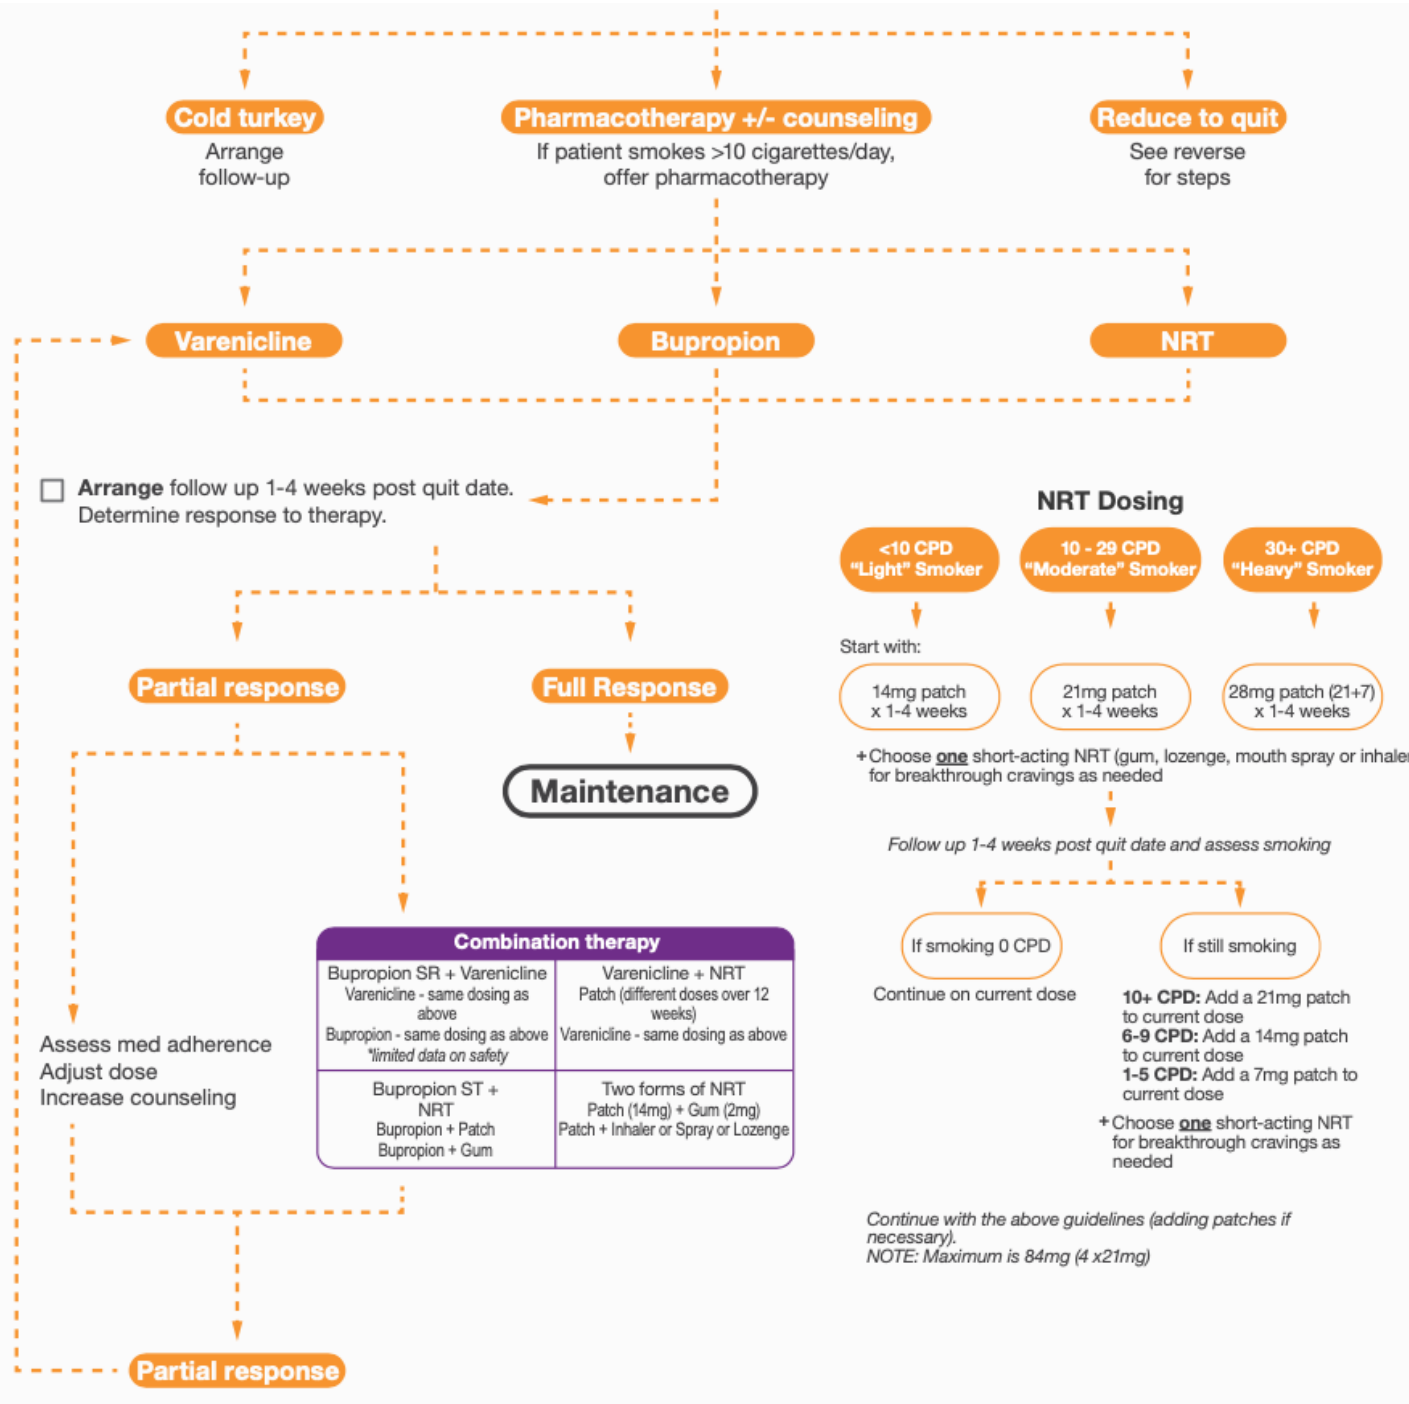 Cold turkey
Arrange
follow-up
Pharmacotherapy +/- counseling
If patient smokes >10 cigarettes/day,
offer pharmacotherapy
Reduce to quit
See reverse
for steps
Varenicline
Bupropion
NRT
Arrange follow up 1-4 weeks post quit date.
Determine response to therapy.
Partial response
Full Response
Maintenance
Combination therapy
Bupropion SR + Varenicline
Varenicline - same dosing as
above
Bupropion - same dosing as above
*limited data on safety
Varenicline + NRT
Patch (different doses over 12
weeks)
Varenicline - same dosing as above
Bupropion ST +
NRT
Bupropion + Patch
Bupropion + Gum
Two forms of NRT
Patch (14mg) + Gum (2mg)
Patch + Inhaler or Spray or Lozenge
Assess med adherence
Adjust dose
Increase counseling
Partial response
NRT Dosing
<10 CPD
"Light" Smoker
10 - 29 CPD
"Moderate" Smoker
30+ CPD
"Heavy" Smoker
Start with:
14mg patch
x 1-4 weeks
21mg patch
x 1-4 weeks
28mg patch (21+7)
x 1-4 weeks
+Choose one short-acting NRT (gum, lozenge, mouth spray or inhaler
for breakthrough cravings as needed
Follow up 1-4 weeks post quit date and assess smoking
If smoking 0 CPD
Continue on current dose
If still smoking
10+ CPD: Add a 21mg patch
to current dose
6-9 CPD: Add a 14mg patch
to current dose
1-5 CPD: Add a 7mg patch to
current dose
+Choose one short-acting NRT
for breakthrough cravings as
needed
Continue with the above guidelines (adding patches if
necessary).
NOTE: Maximum is 84mg (4 x21mg)